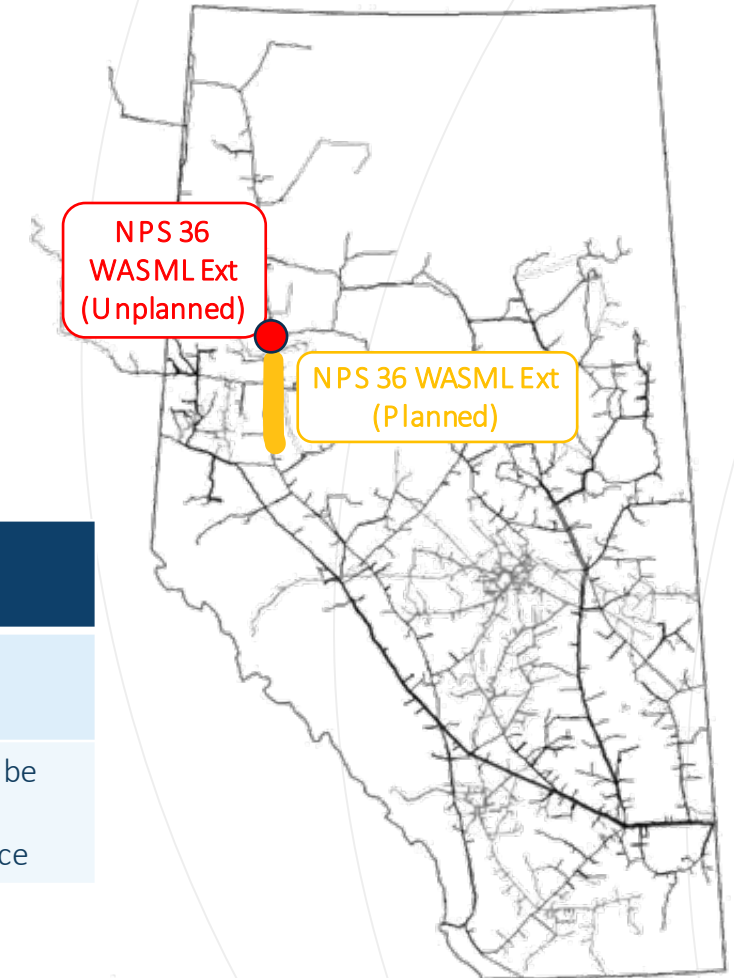 NPS 36
WASML Ext
(Unplanned)
NPS 36 WASML Ext
(Planned)
be
ce